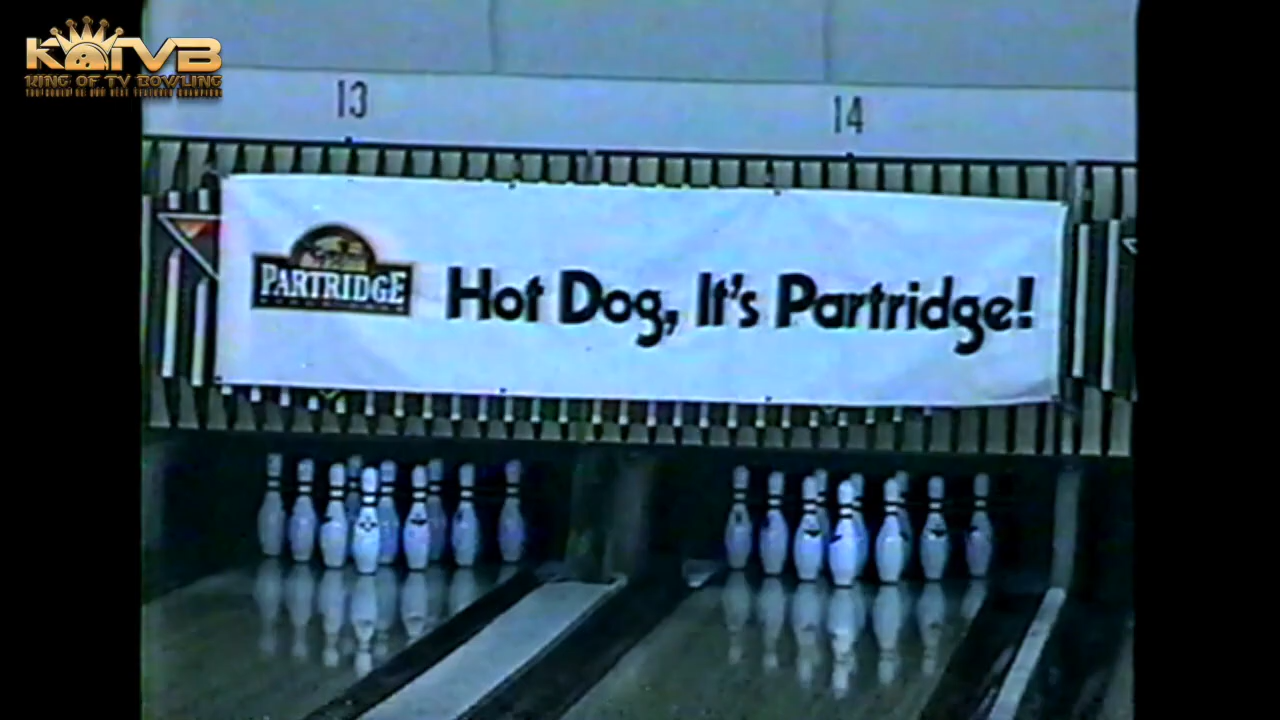 KOTVB
KING OF TV BOWLING
13
14
PARTRIDGE
Hot Dog, It's Partridge!